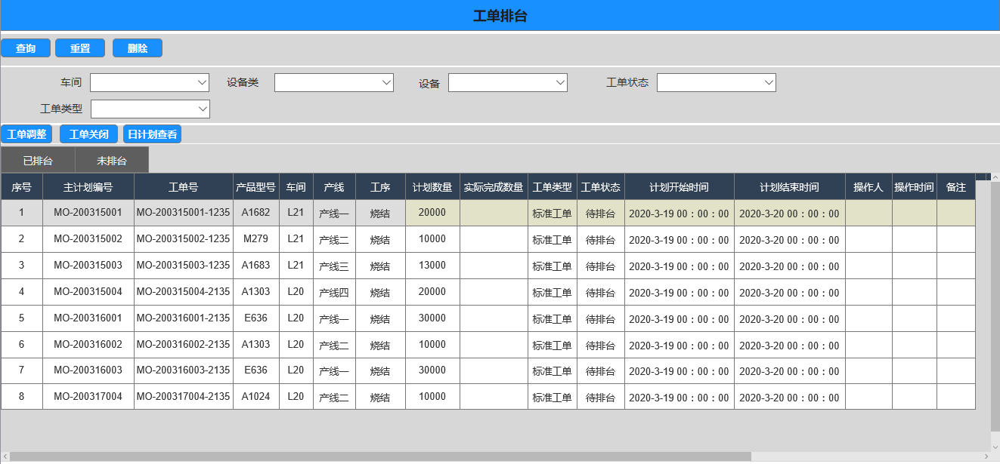 工单排台
查询 重置 删除
车间 设备类 设备 工单状态
工单类型
工单调整 工单关闭 日计划查看
已排台 未排台
序号 主计划编号 工单号 产品型号 车间 产线 工序 计划数量 实际完成数量 工单类型 工单状态 计划开始时间 计划结束时间 操作人 操作时间 备注
1 MO-200315001 MO-200315001-1235 A1682 L21 产线一 烧结 20000 标准工单 待排台 2020-3-19 00：00：00 2020-3-20 00：00：00
2 MO-200315002 MO-200315002-1235 M279 L21 产线二 烧结 10000 标准工单 待排台 2020-3-19 00：00：00 2020-3-20 00：00：00
3 MO-200315003 MO-200315003-1235 A1683 L21 产线三 烧结 13000 标准工单 待排台 2020-3-19 00：00：00 2020-3-20 00：00：00
4 MO-200315004 MO-200315004-2135 A1303 L20 产线四 烧结 20000 标准工单 待排台 2020-3-19 00：00：00 2020-3-20 00：00：00
5 MO-200316001 MO-200316001-2135 E636 L20 产线一 烧结 30000 标准工单 待排台 2020-3-19 00：00：00 2020-3-20 00：00：00
6 MO-200316002 MO-200316002-2135 A1303 L20 产线二 烧结 10000 标准工单 待排台 2020-3-19 00：00：00 2020-3-20 00：00：00
7 MO-200316003 MO-200316003-2135 E636 L20 产线一 烧结 30000 标准工单 待排台 2020-3-19 00：00：00 2020-3-20 00：00：00
8 MO-200317004 MO-200317004-2135 A1024 L20 产线二 烧结 10000 标准工单 待排台 2020-3-19 00：00：00 2020-3-20 00：00：00